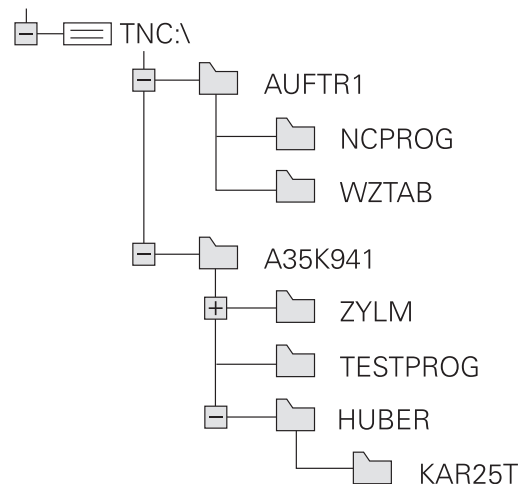 TNC:\
AUFTR1
NCPROG
WZTAB
A35K941
ZYLM
TESTPROG
HUBER
KAR25T